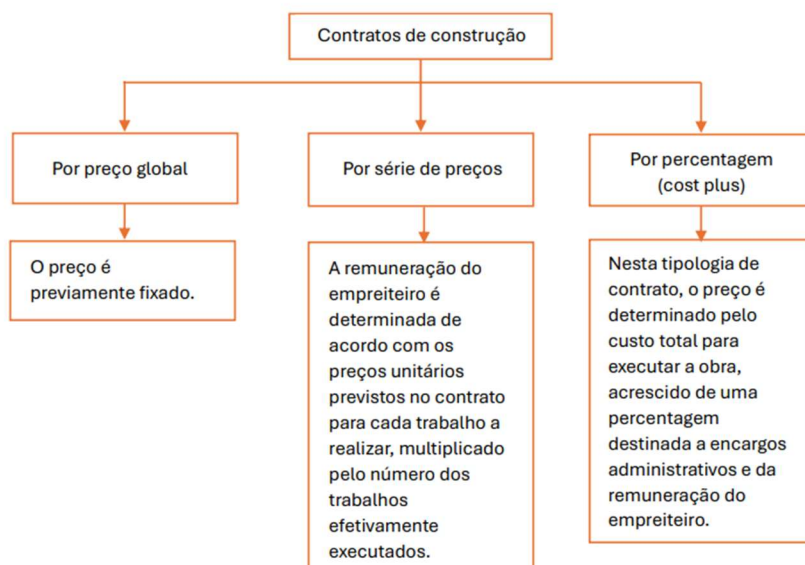 Contratos de construção
Por preço global
Por série de preços
Por percentagem
(cost plus)
O preço é
previamente fixado.
A remuneração do
empreiteiro é
determinada de
acordo com os
preços unitários
previstos no contrato
para cada trabalho a
realizar, multiplicado
pelo número dos
trabalhos
efetivamente
executados.
Nesta tipologia de
contrato, o preço é
determinado pelo
custo total para
executar a obra,
acrescido de uma
percentagem
destinada a encargos
administrativos e da
remuneração do
empreiteiro.